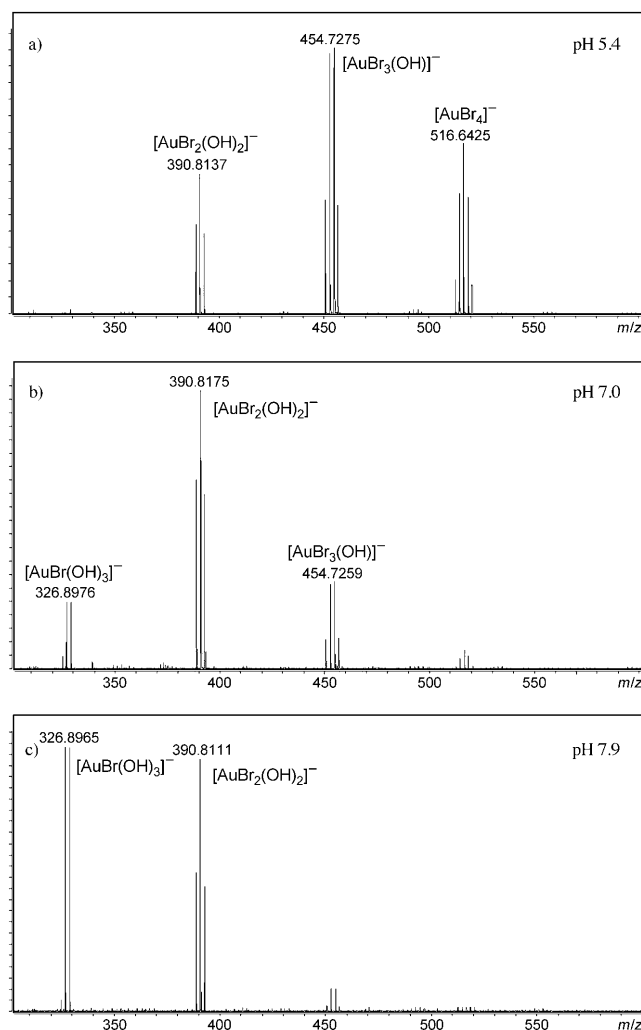 a)
454.7275
pH 5.4
[AuBr₃(OH)]⁻
[AuBr₄]⁻
516.6425
[AuBr₂(OH)₂]⁻
390.8137
350 400 450 500 550 m/z
b)
390.8175
pH 7.0
[AuBr₂(OH)₂]⁻
[AuBr₃(OH)]⁻
454.7259
[AuBr(OH)₃]⁻
326.8976
350 400 450 500 550 m/z
c)
326.8965
390.8111
pH 7.9
[AuBr(OH)₃]⁻
[AuBr₂(OH)₂]⁻
350 400 450 500 550 m/z